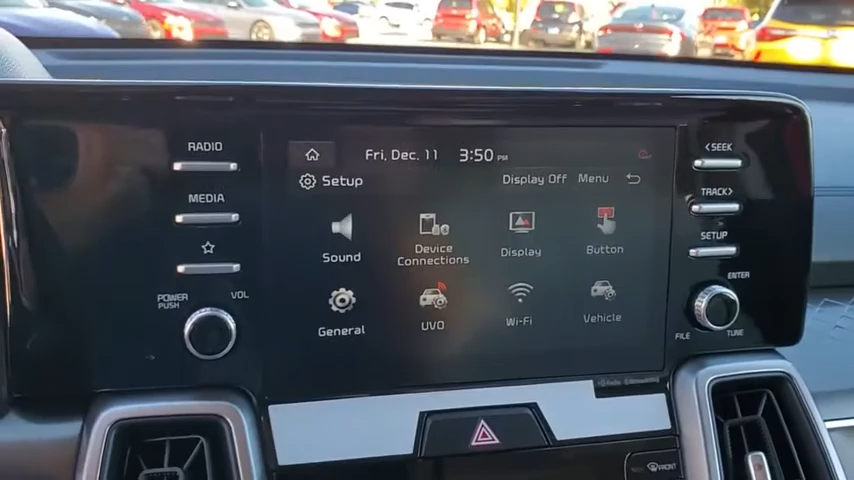 RADIO
MEDIA
POWER
PUSH
VOL
Fri, Dec. 11 3:50 PM
Setup
Display Off Menu
Sound
Device
Connections
Display
Button
General
UVO
Wi-Fi
Vehicle
< SEEK
TRACK >
SETUP
ENTER
FILE
TUNE
FRONT